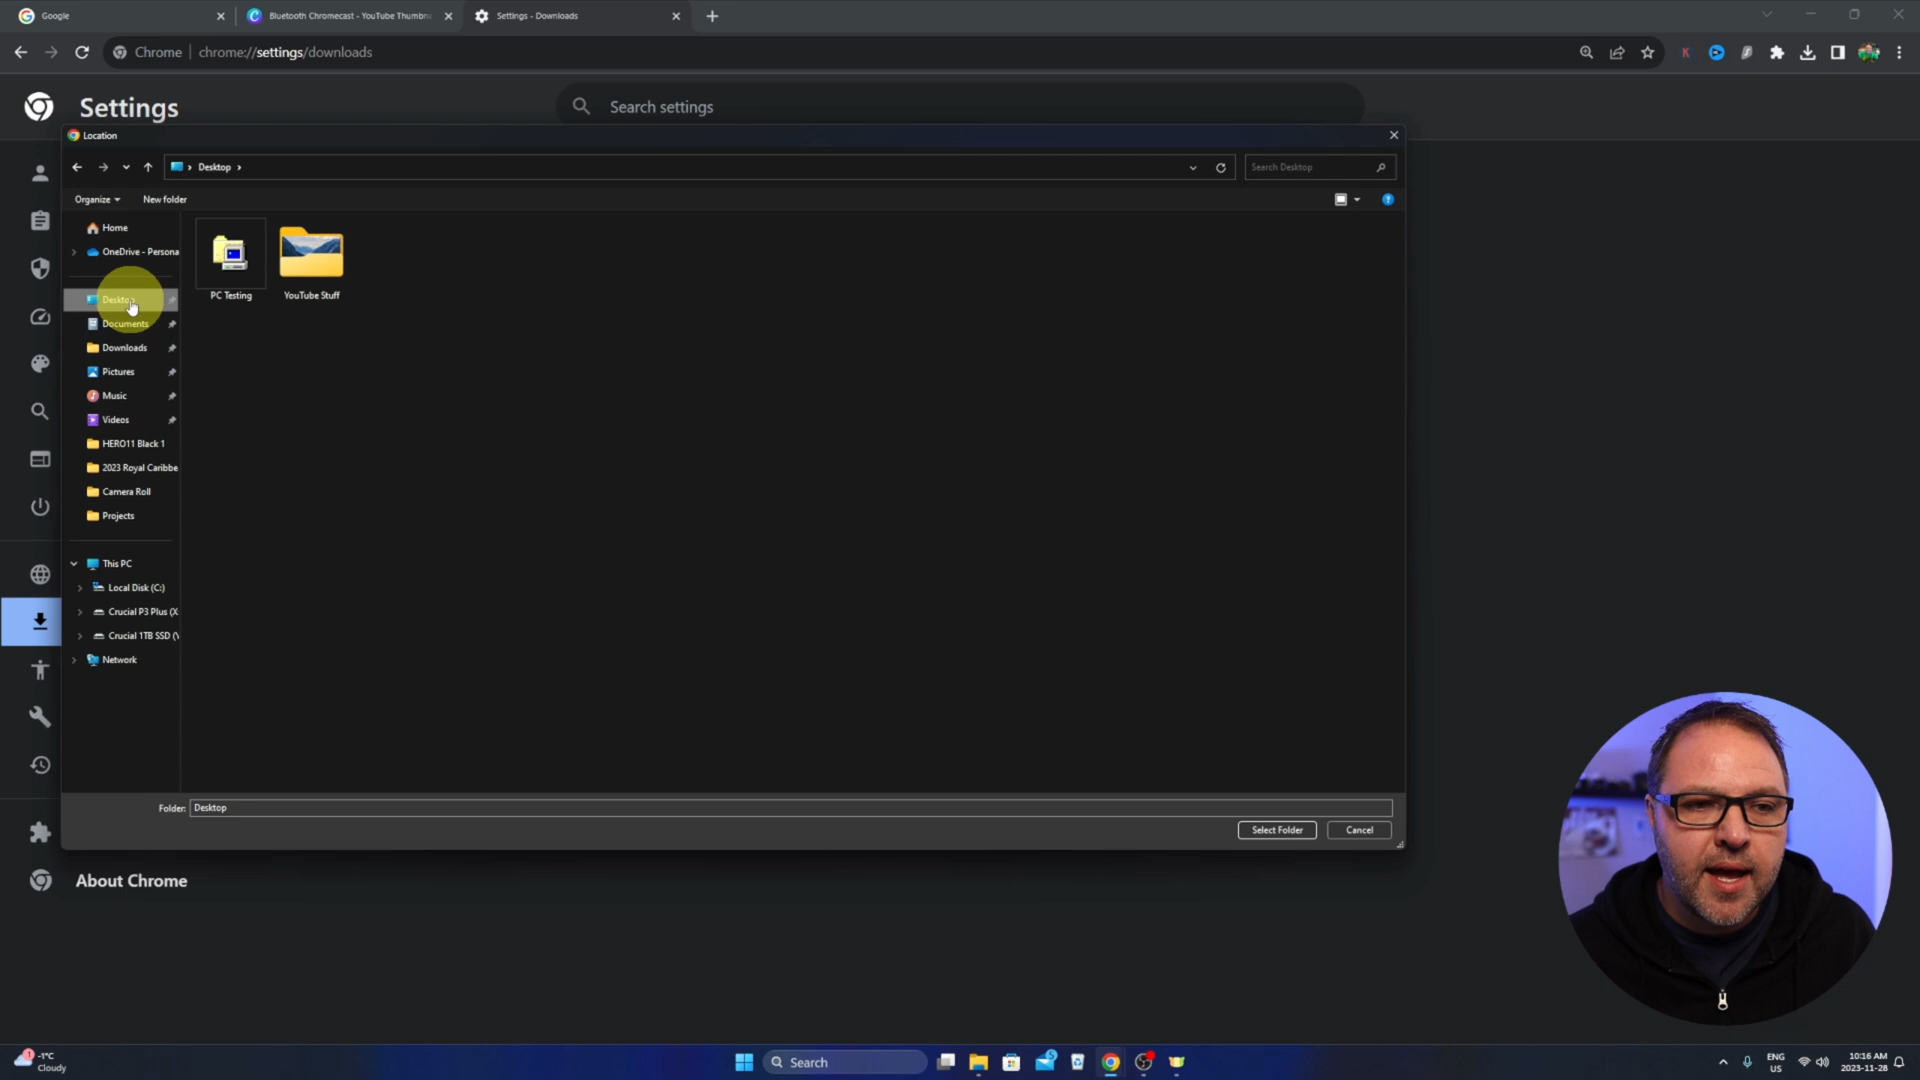 Google
Bluetooth Chromecast - YouTube Thumbn
Settings - Downloads
Chrome
chrome://settings/downloads
Settings
Search settings
Location
Desktop
Search Desktop
Organize
New folder
Home
OneDrive - Persona
Desktop
Documents
Downloads
Pictures
Music
Videos
HERO11 Black 1
2023 Royal Caribbe
Camera Roll
Projects
This PC
Local Disk (C:)
Crucial P3 Plus (X
Crucial 1TB SSD (V
Network
PC Testing
YouTube Stuff
Folder:
Desktop
Select Folder
Cancel
About Chrome
1
-1°C
Cloudy
Search
5
ENG
US
10:16 AM
2023-11-28